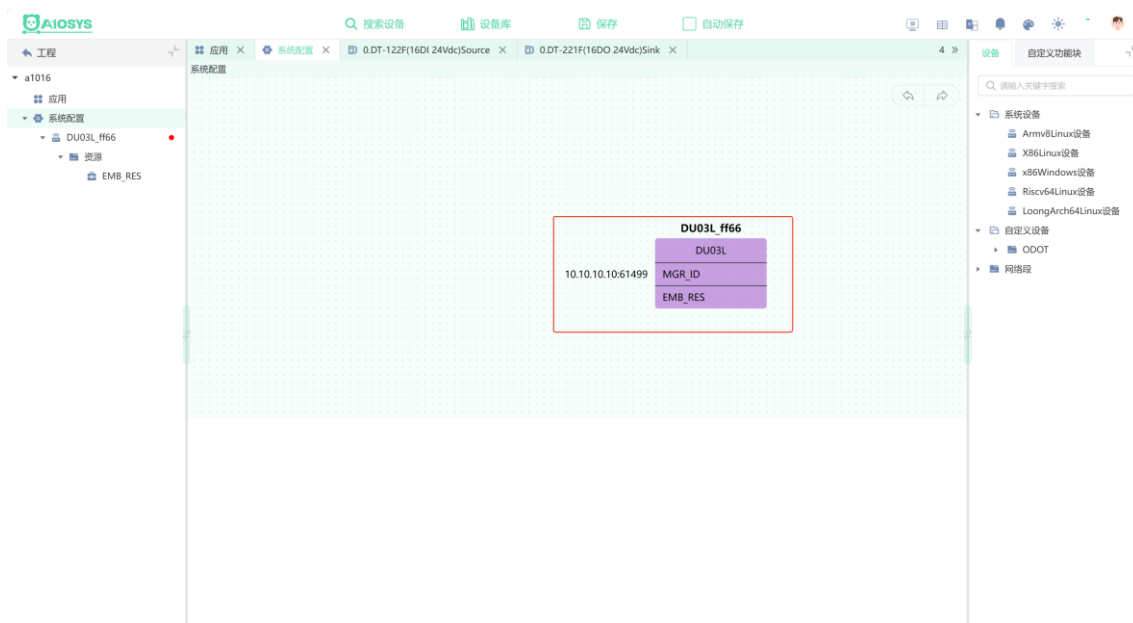 AIOSYS
搜索设备
设备库
保存
自动保存
工程
应用
系统配置
0.DT-122F(16DI 24Vdc)Source
0.DT-221F(16DO 24Vdc)Sink
4
设备
自定义功能块
系统配置
a1016
应用
系统配置
DU03L_ff66
资源
EMB_RES
DU03L_ff66
DU03L
10.10.10.10:61499
MGR_ID
EMB_RES
请输入关键字搜索
系统设备
Armv8Linux设备
X86Linux设备
x86Windows设备
Riscv64Linux设备
LoongArch64Linux设备
自定义设备
ODOT
网络段